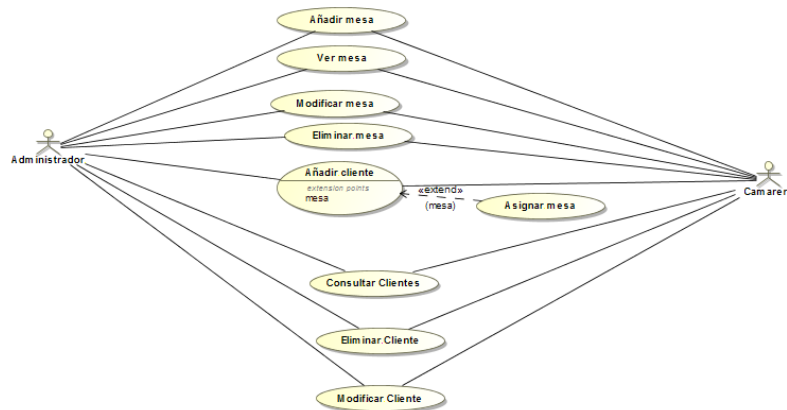 Añadir mesa
Ver mesa
Modificar mesa
Eliminar mesa
Administrador
Añadir cliente
extension points
mesa
«extend»
(mesa)
Asignar mesa
Camarer
Consultar Clientes
Eliminar Cliente
Modificar Cliente